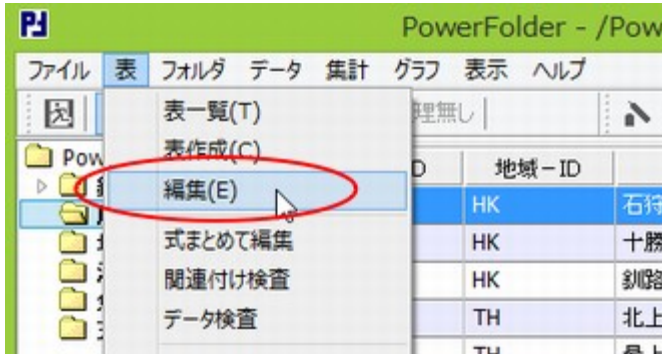 PowerFolder - /Pow
ファイル 表 フォルダ データ 集計 グラフ 表示 ヘルプ
表一覧(T)
理無し
表作成(C)
Pow
D
地域－ID
編集(E)
HK
石狩
式まとめて編集
HK
十勝
関連付け検査
HK
釧路
データ検査
TH
北上
TH